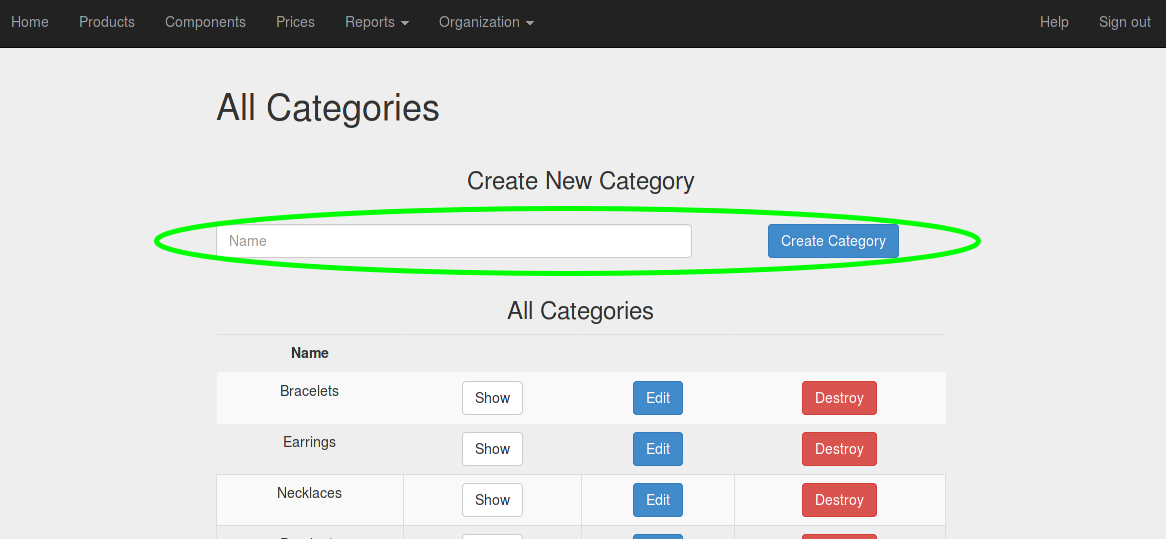 Home Products Components Prices Reports Organization Help Sign out
All Categories
Create New Category
Name Create Category
All Categories
Name
Bracelets Show Edit Destroy
Earrings Show Edit Destroy
Necklaces Show Edit Destroy